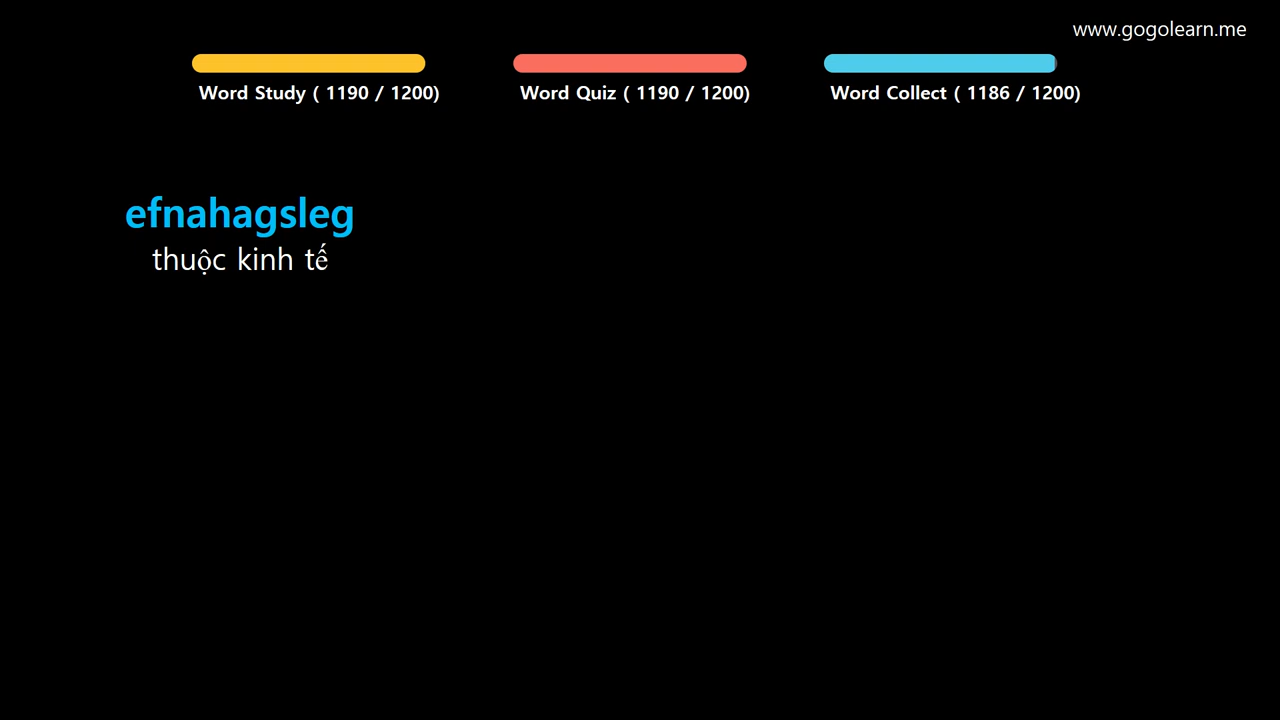 www.gogolearn.me
Word Study ( 1190 / 1200)
Word Quiz ( 1190 / 1200)
Word Collect ( 1186 / 1200)
efnahagsleg
thuộc kinh tế